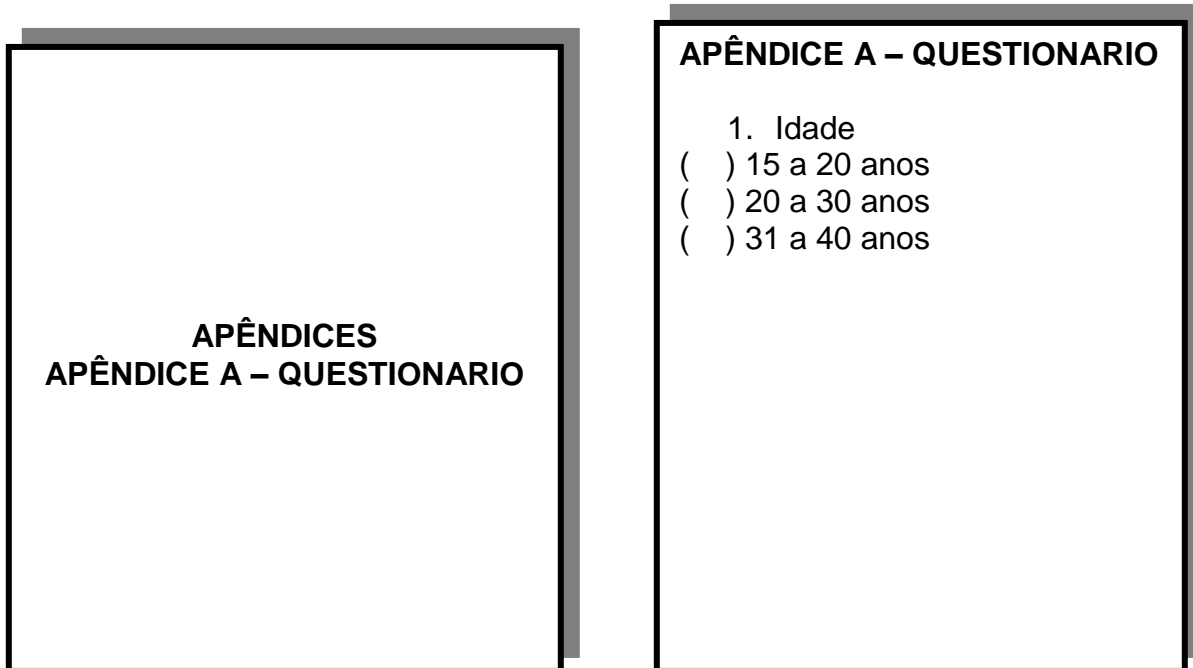 APÊNDICES
APÊNDICE A – QUESTIONARIO
APÊNDICE A – QUESTIONARIO
1. Idade
( ) 15 a 20 anos
( ) 20 a 30 anos
( ) 31 a 40 anos